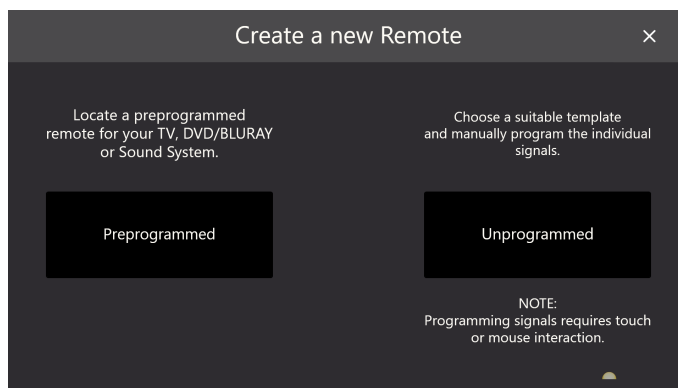 Create a new Remote
Locate a preprogrammed
remote for your TV, DVD/BLURAY
or Sound System.
Preprogrammed
Choose a suitable template
and manually program the individual
signals.
Unprogrammed
NOTE:
Programming signals requires touch
or mouse interaction.